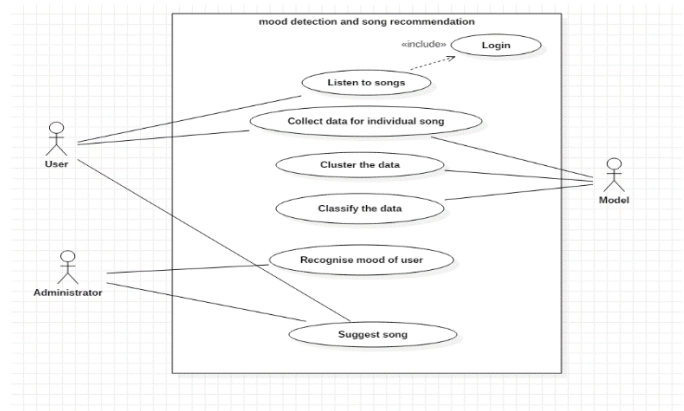 mood detection and song recommendation
«include»
Login
Listen to songs
Collect data for individual song
User
Cluster the data
Model
Classify the data
Recognise mood of user
Administrator
Suggest song